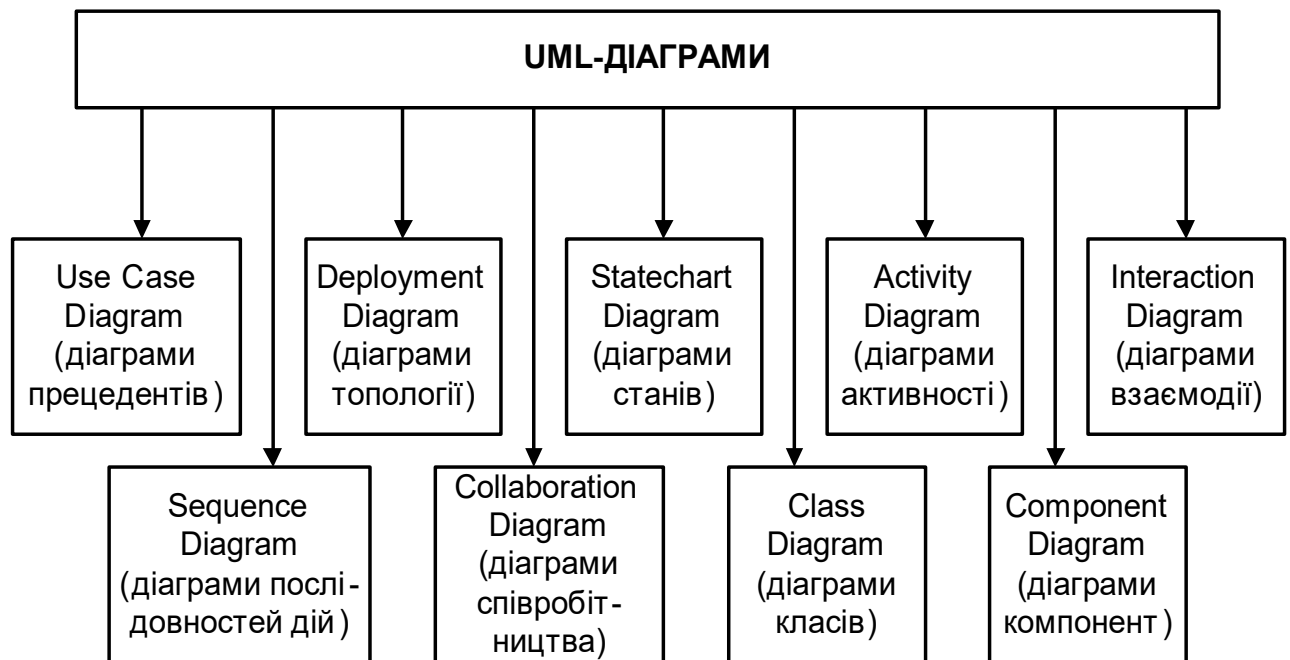 UML-ДІАГРАМИ
Use Case
Diagram
(діаграми
прецедентів)
Deployment
Diagram
(діаграми
топології)
Statechart
Diagram
(діаграми
станів)
Activity
Diagram
(діаграми
активності)
Interaction
Diagram
(діаграми
взаємодії)
Sequence
Diagram
(діаграми послі-
довностей дій)
Collaboration
Diagram
(діаграми
співробіт-
ництва)
Class
Diagram
(діаграми
класів)
Component
Diagram
(діаграми
компонент)